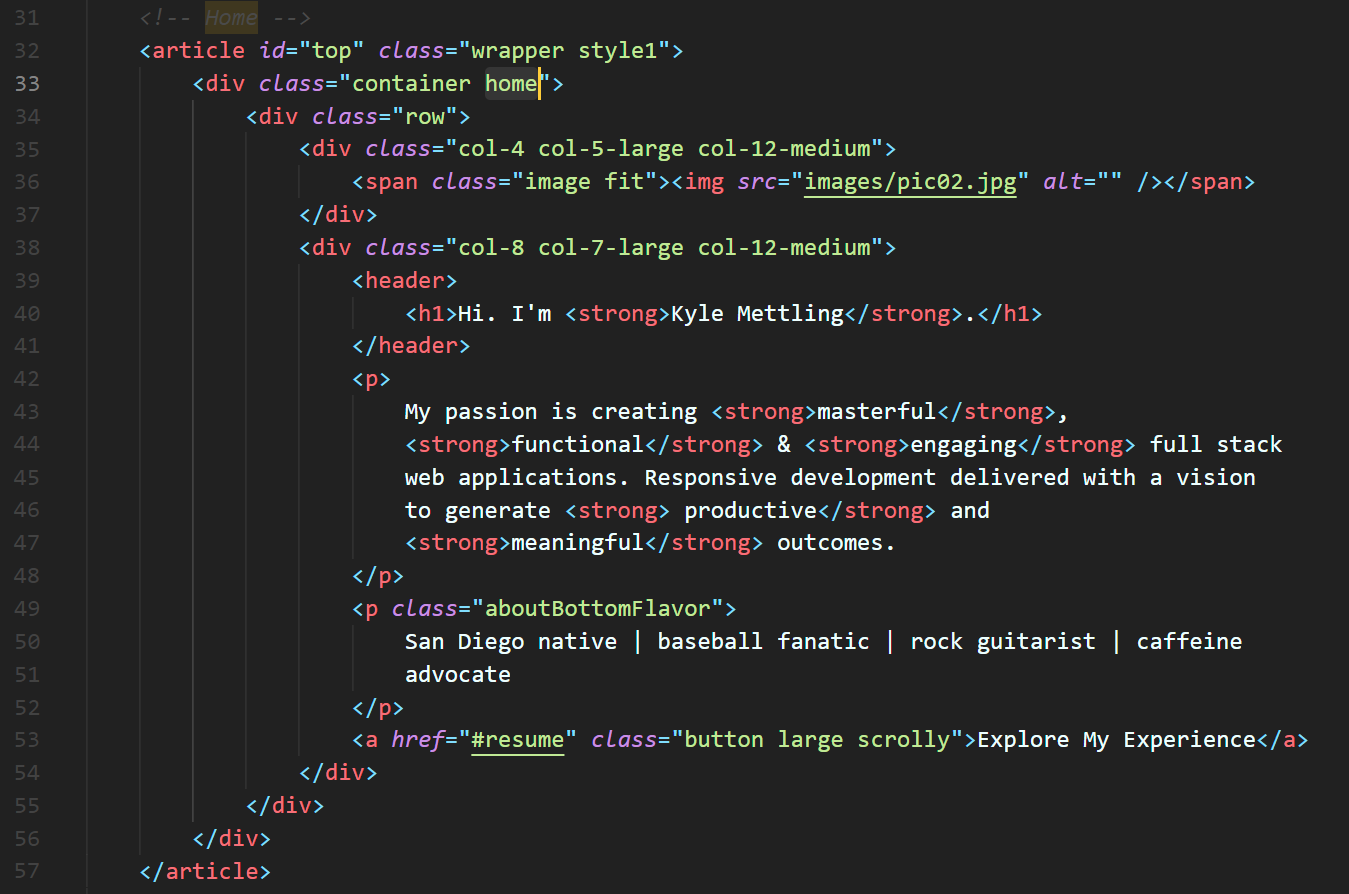 31 <!-- Home -->
32 <article id="top" class="wrapper style1">
33 <div class="container home">
34 <div class="row">
35 <div class="col-4 col-5-large col-12-medium">
36 <span class="image fit"><img src="images/pic02.jpg" alt="" /></span>
37 </div>
38 <div class="col-8 col-7-large col-12-medium">
39 <header>
40 <h1>Hi. I'm <strong>Kyle Mettling</strong>.</h1>
41 </header>
42 <p>
43 My passion is creating <strong>masterful</strong>,
44 <strong>functional</strong> & <strong>engaging</strong> full stack
45 web applications. Responsive development delivered with a vision
46 to generate <strong> productive</strong> and
47 <strong>meaningful</strong> outcomes.
48 </p>
49 <p class="aboutBottomFlavor">
50 San Diego native | baseball fanatic | rock guitarist | caffeine
51 advocate
52 </p>
53 <a href="#resume" class="button large scrolly">Explore My Experience</a>
54 </div>
55 </div>
56 </div>
57 </article>